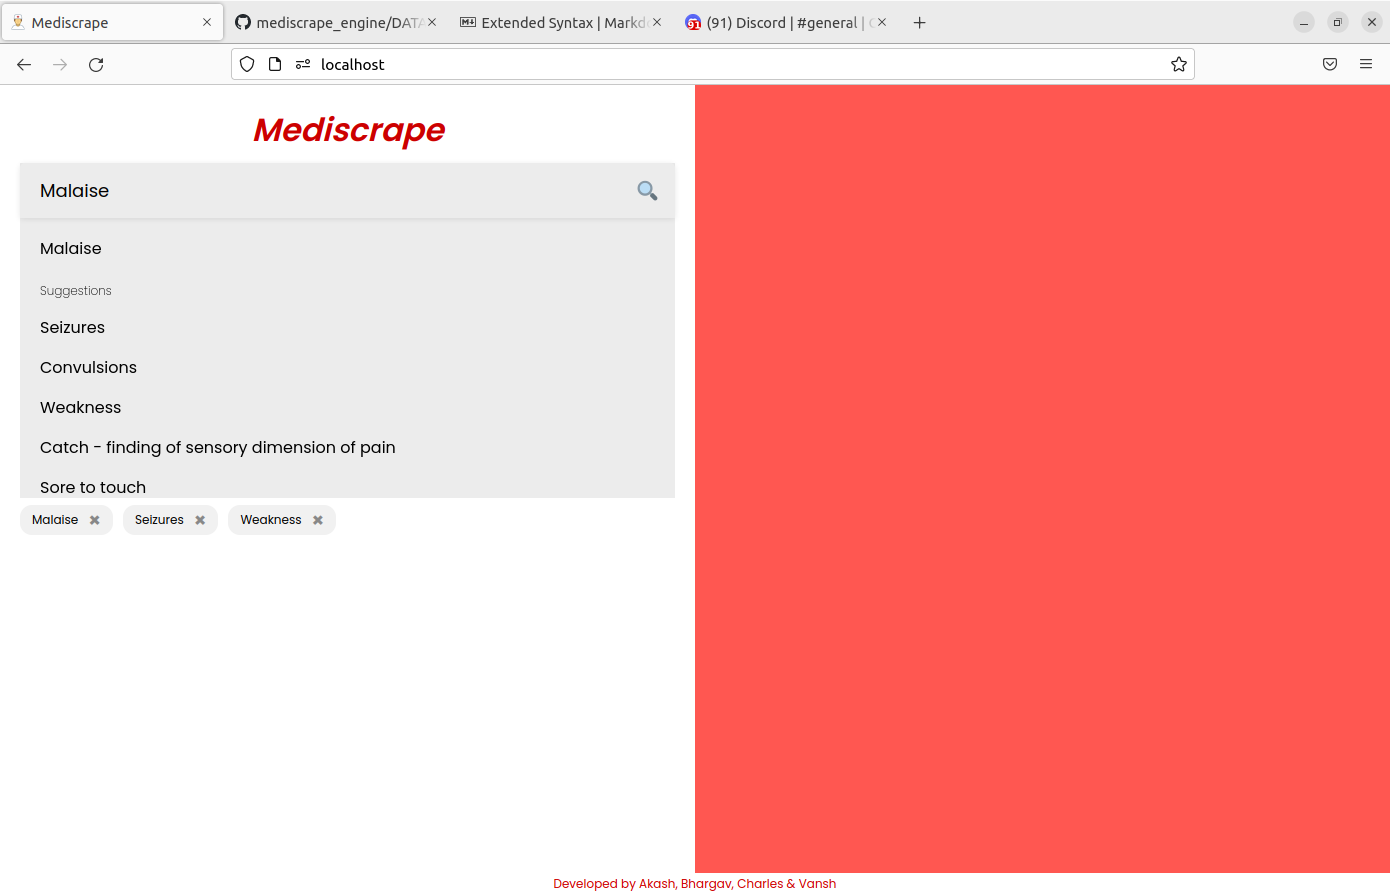 Mediscrape mediscrape_engine/DATA Extended Syntax | Markd (91) Discord | #general |
localhost
Mediscrape
Malaise
Malaise
Suggestions
Seizures
Convulsions
Weakness
Catch - finding of sensory dimension of pain
Sore to touch
Malaise ✖ Seizures ✖ Weakness ✖
Developed by Akash, Bhargav, Charles & Vansh